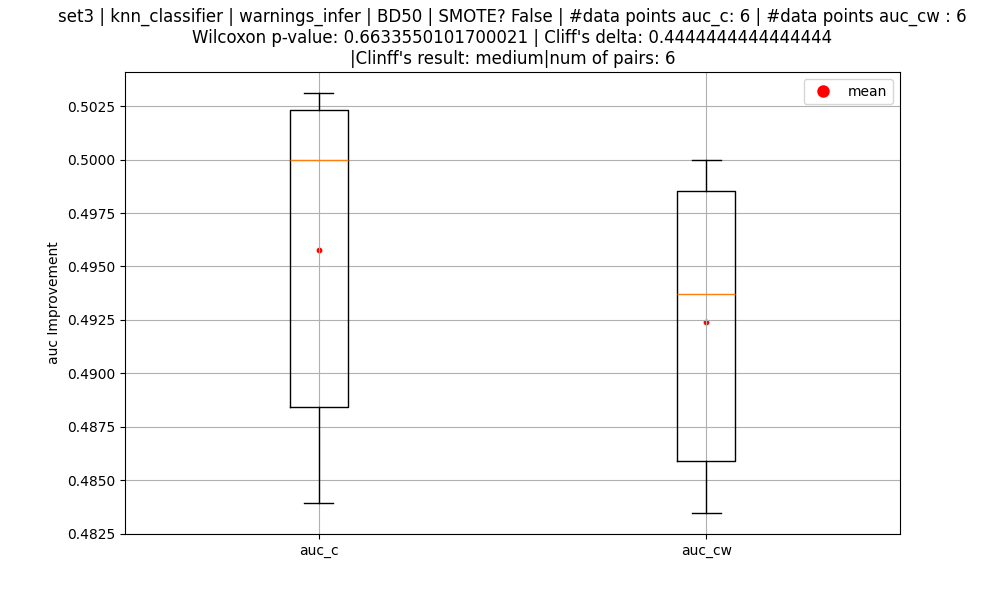 set3 | knn_classifier | warnings_infer | BD50 | SMOTE? False | #data points auc_c: 6 | #data points auc_cw : 6
Wilcoxon p-value: 0.6633550101700021 | Cliff's delta: 0.4444444444444444
|Clinff's result: medium|num of pairs: 6
mean
0.5025
0.5000
0.4975
0.4950
0.4925
0.4900
0.4875
0.4850
0.4825
auc Improvement
auc_c
auc_cw